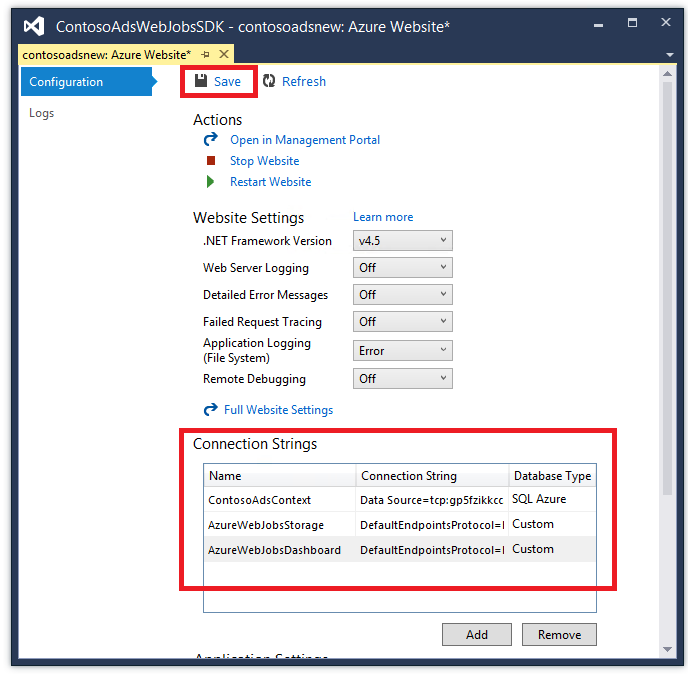 ContosoAdsWebJobsSDK - contosoadsnew: Azure Website*
contosoadsnew: Azure Website*
Configuration
Save
Refresh
Logs
Actions
Open in Management Portal
Stop Website
Restart Website
Website Settings Learn more
.NET Framework Version v4.5
Web Server Logging Off
Detailed Error Messages Off
Failed Request Tracing Off
Application Logging
(File System) Error
Remote Debugging Off
Full Website Settings
Connection Strings
Name Connection String Database Type
ContosoAdsContext Data Source=tcp:gp5fzikkcc SQL Azure
AzureWebJobsStorage DefaultEndpointsProtocol= Custom
AzureWebJobsDashboard DefaultEndpointsProtocol= Custom
Add Remove
Application Settings